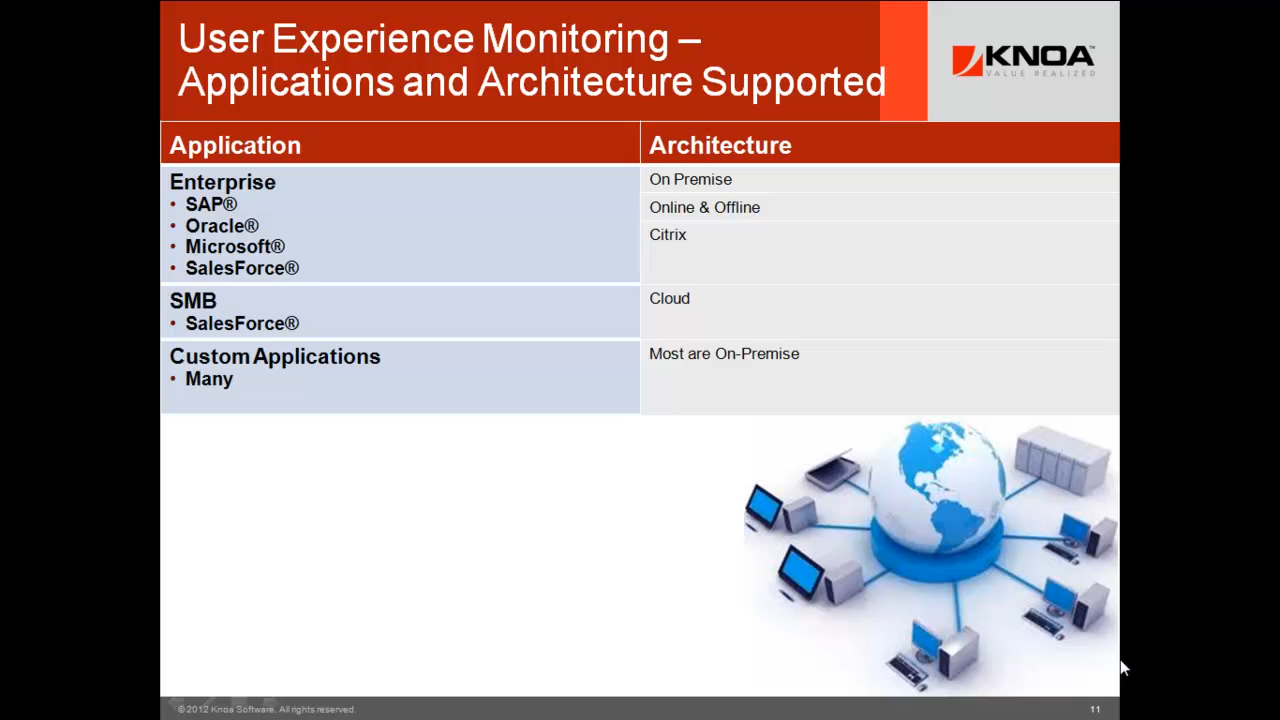 User Experience Monitoring –
Applications and Architecture Supported
KNOA™
VALUE REALIZED
Application
Architecture
Enterprise
• SAP®
• Oracle®
• Microsoft®
• SalesForce®
On Premise
Online & Offline
Citrix
SMB
• SalesForce®
Cloud
Custom Applications
• Many
Most are On-Premise
© 2012 Knoa Software. All rights reserved.
11